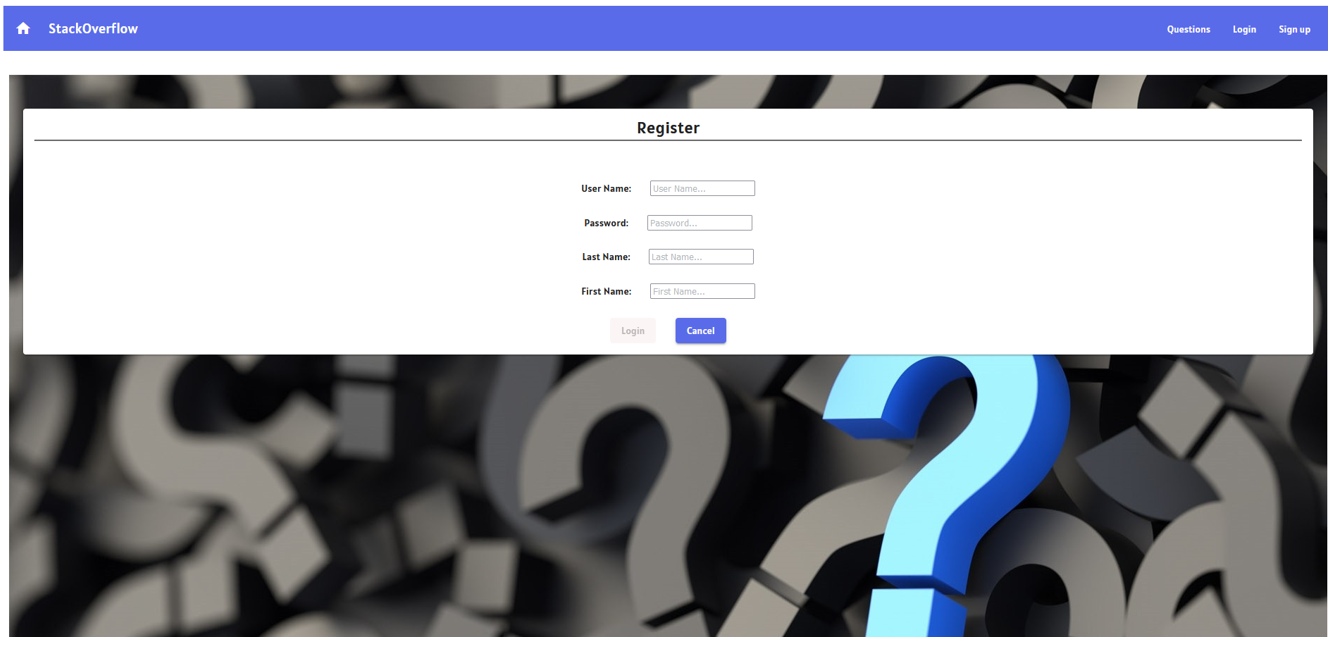 StackOverflow Questions Login Sign up
Register
User Name: User Name...
Password: Password...
Last Name: Last Name...
First Name: First Name...
Login Cancel